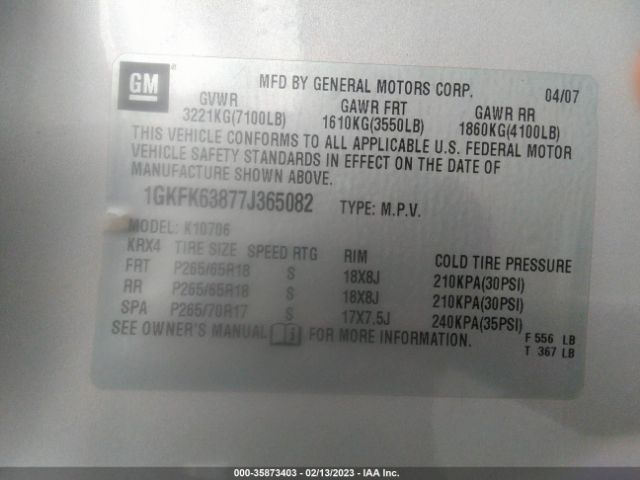 GM
MFD BY GENERAL MOTORS CORP. 04/07
GVWR GAWR FRT GAWR RR
3221KG(7100LB) 1610KG(3550LB) 1860KG(4100LB)
THIS VEHICLE CONFORMS TO ALL APPLICABLE U.S. FEDERAL MOTOR
VEHICLE SAFETY STANDARDS IN EFFECT ON THE DATE OF
MANUFACTURE SHOWN ABOVE.
1GKFK63877J365082 TYPE: M.P.V.
MODEL: K10706
KRX4 TIRE SIZE SPEED RTG RIM COLD TIRE PRESSURE
FRT P265/65R18 S 18X8J 210KPA(30PSI)
RR P265/65R18 S 18X8J 210KPA(30PSI)
SPA P265/70R17 S 17X7.5J 240KPA(35PSI)
SEE OWNER'S MANUAL FOR MORE INFORMATION.
F 556 LB
T 367 LB
000-35873403 - 02/13/2023 - IAA Inc.